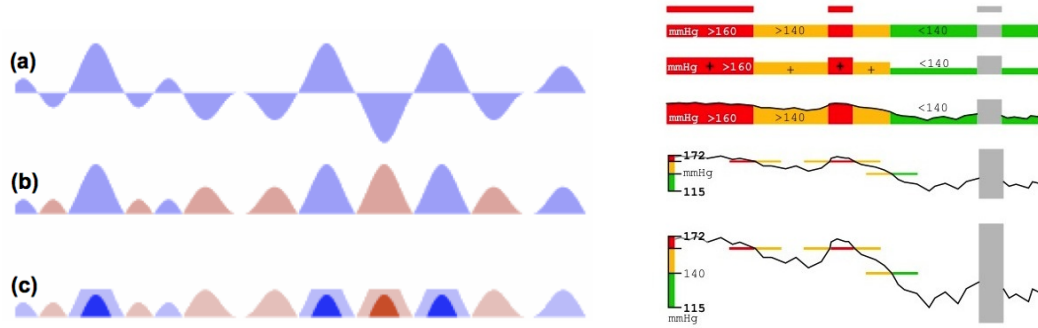 (a)
(b)
(c)
mmHg >160 >140 <140
mmHg + >160 + + + <140
mmHg >160 >140 <140
172
mmHg
115
172
140
115
mmHg